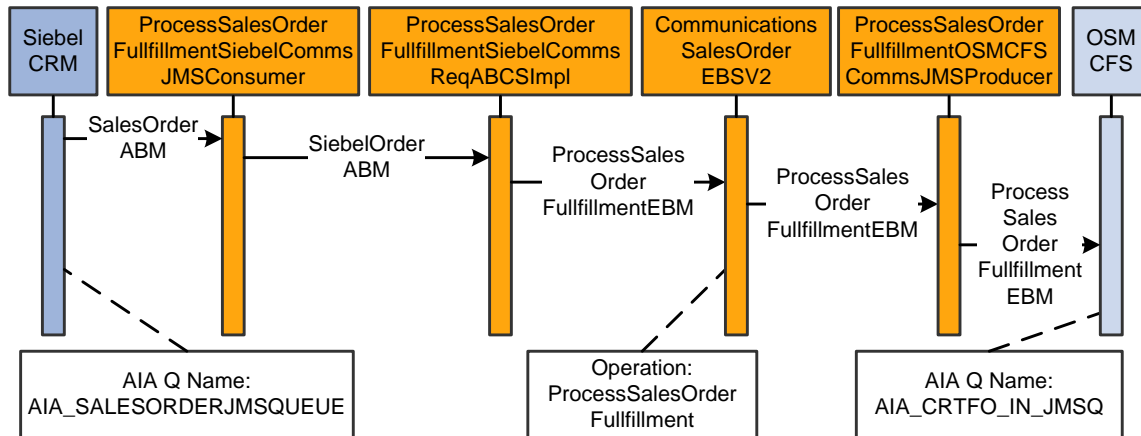 Siebel
CRM
ProcessSalesOrder
FullfillmentSiebelComms
JMSConsumer
ProcessSalesOrder
FullfillmentSiebelComms
ReqABCSImpl
Communications
SalesOrder
EBSV2
ProcessSalesOrder
FullfillmentOSMCFS
CommsJMSProducer
OSM
CFS
SalesOrder
ABM
SiebelOrder
ABM
ProcessSales
Order
FullfillmentEBM
ProcessSales
Order
FullfillmentEBM
Process
Sales
Order
Fullfillment
EBM
AIA Q Name:
AIA_SALESORDERJMSQUEUE
Operation:
ProcessSalesOrder
Fullfillment
AIA Q Name:
AIA_CRTFO_IN_JMSQ